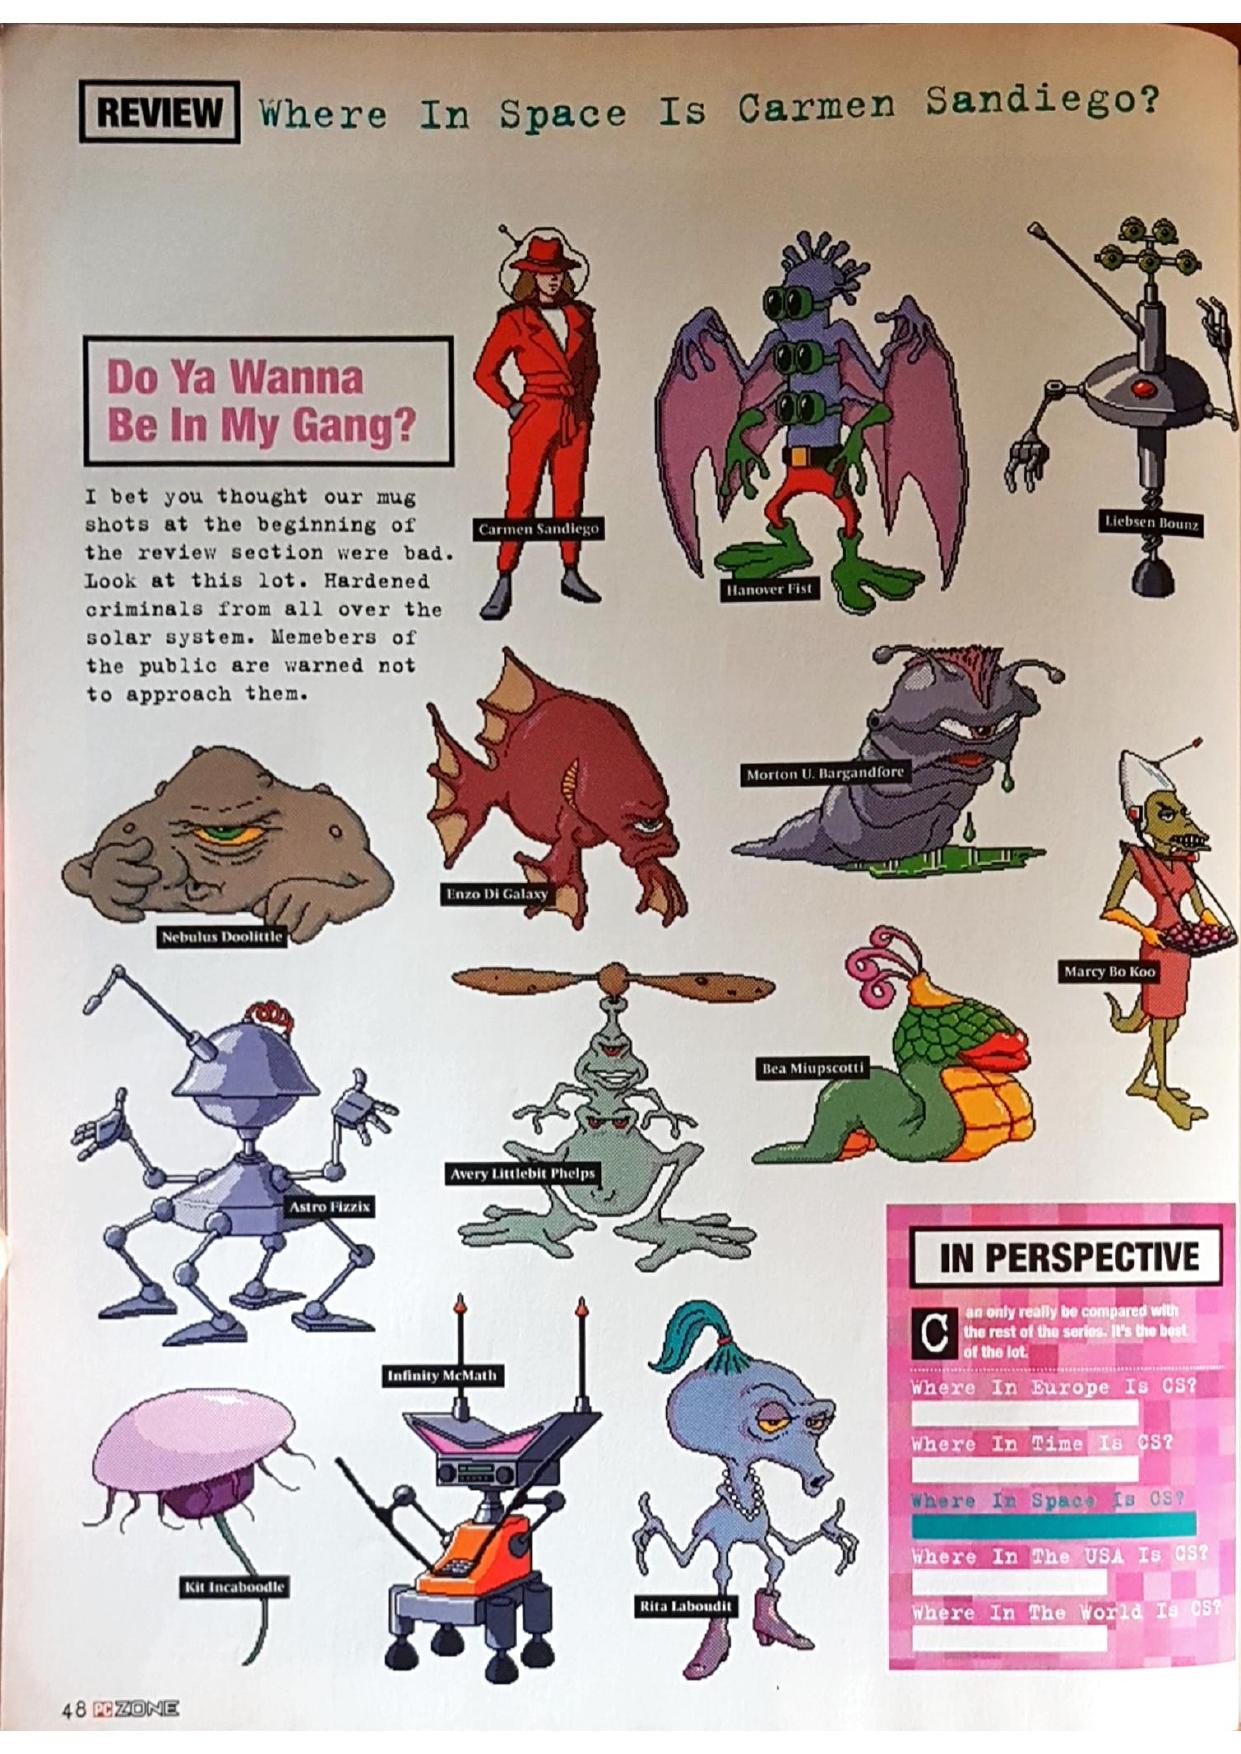 REVIEW Where In Space Is Carmen Sandiego?
Do Ya Wanna
Be In My Gang?
I bet you thought our mug
shots at the beginning of
the review section were bad.
Look at this lot. Hardened
criminals from all over the
solar system. Memebers of
the public are warned not
to approach them.
Carmen Sandiego
Hanover Fist
Liebsen Bounz
Nebulus Doolittle
Enzo Di Galaxy
Morton U. Bargandfore
Marcy Bo Koo
Astro Fizzix
Avery Littlebit Phelps
Bea Miupscotti
Kit Incaboodle
Infinity McMath
Rita Laboudit
IN PERSPECTIVE
Can only really be compared with
the rest of the series. It's the best
of the lot.
Where In Europe Is CS?
Where In Time Is CS?
Where In Space Is CS?
Where In The USA Is CS?
Where In The World Is CS?
48 PC ZONE